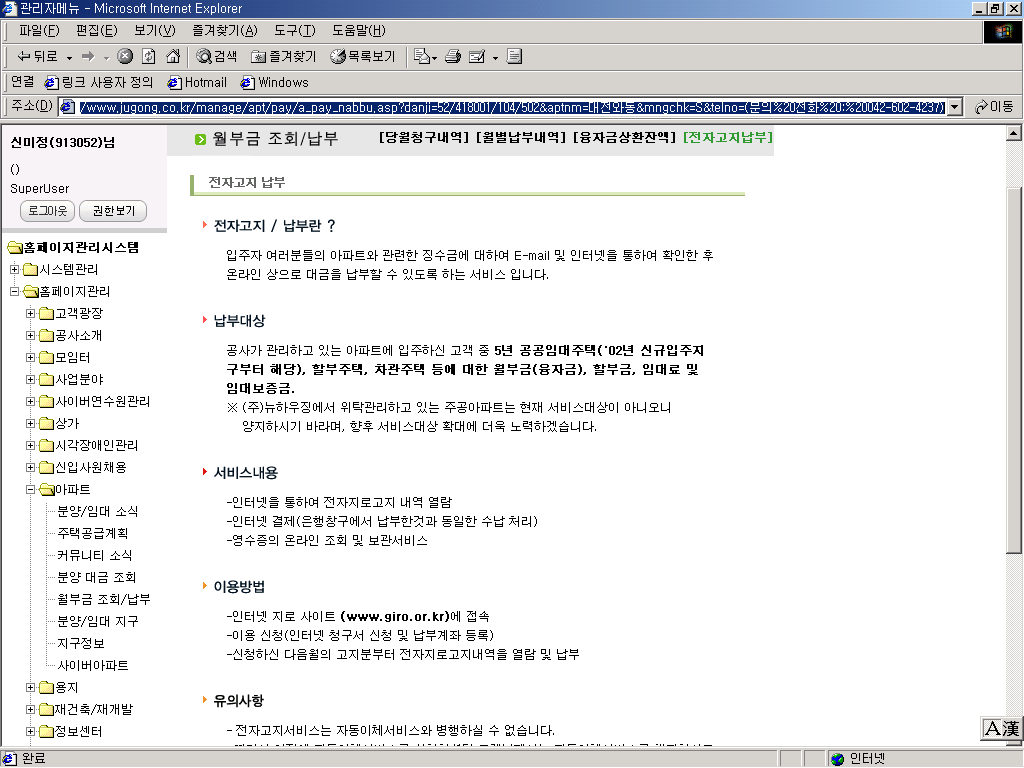 관리자메뉴 - Microsoft Internet Explorer
파일(F) 편집(E) 보기(V) 즐겨찾기(A) 도구(T) 도움말(H)
뒤로 검색 즐겨찾기 목록보기
연결 링크 사용자 정의 Hotmail Windows
주소(D) /www.jugong.co.kr/manage/apt/pay/a_pay_nabbu.asp?danji=52/418001/104/502&aptnm=대전와동&mngchk=S&telno=(문의%20전화%20:%20042-602-4237) 이동
신미정(913052)님
()
SuperUser
로그아웃 권한보기
홈페이지관리시스템
시스템관리
홈페이지관리
고객광장
공사소개
모임터
사업분야
사이버연수원관리
상가
시각장애인관리
신입사원채용
아파트
분양/임대 소식
주택공급계획
커뮤니티 소식
분양 대금 조회
월부금 조회/납부
분양/임대 지구
지구정보
사이버아파트
용지
재건축/재개발
정보센터
월부금 조회/납부 [당월청구내역] [월별납부내역] [융자금상환잔액] [전자고지납부]
전자고지 납부
전자고지 / 납부란 ?
입주자 여러분들의 아파트와 관련한 징수금에 대하여 E-mail 및 인터넷을 통하여 확인한 후
온라인 상으로 대금을 납부할 수 있도록 하는 서비스 입니다.
납부대상
공사가 관리하고 있는 아파트에 입주하신 고객 중 5년 공공임대주택('02년 신규입주지
구부터 해당), 할부주택, 차관주택 등에 대한 월부금(융자금), 할부금, 임대료 및
임대보증금.
※ (주)뉴하우징에서 위탁관리하고 있는 주공아파트는 현재 서비스대상이 아니오니
양지하시기 바라며, 향후 서비스대상 확대에 더욱 노력하겠습니다.
서비스내용
-인터넷을 통하여 전자지로고지 내역 열람
-인터넷 결제(은행창구에서 납부한것과 동일한 수납 처리)
-영수증의 온라인 조회 및 보관서비스
이용방법
-인터넷 지로 사이트 (www.giro.or.kr)에 접속
-이용 신청(인터넷 청구서 신청 및 납부계좌 등록)
-신청하신 다음월의 고지분부터 전자지로고지내역을 열람 및 납부
유의사항
- 전자고지서비스는 자동이체서비스와 병행하실 수 없습니다.
A漢
완료 인터넷